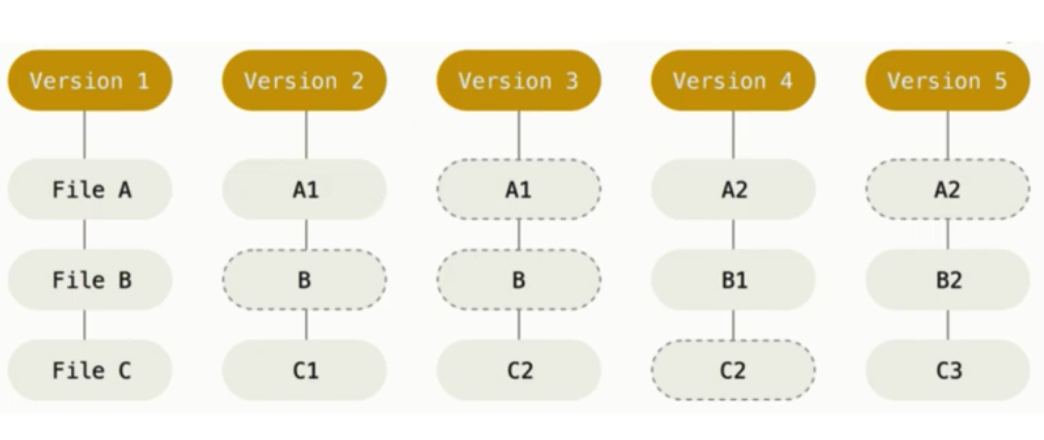 Version 1 Version 2 Version 3 Version 4 Version 5
File A A1 A1 A2 A2
File B B B B1 B2
File C C1 C2 C2 C3